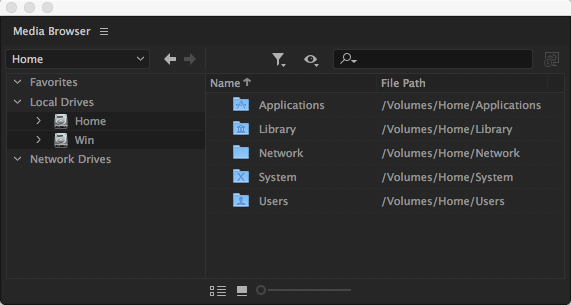 Media Browser
Home
Name File Path
Favorites
Local Drives
Home
Win
Network Drives
Applications /Volumes/Home/Applications
Library /Volumes/Home/Library
Network /Volumes/Home/Network
System /Volumes/Home/System
Users /Volumes/Home/Users